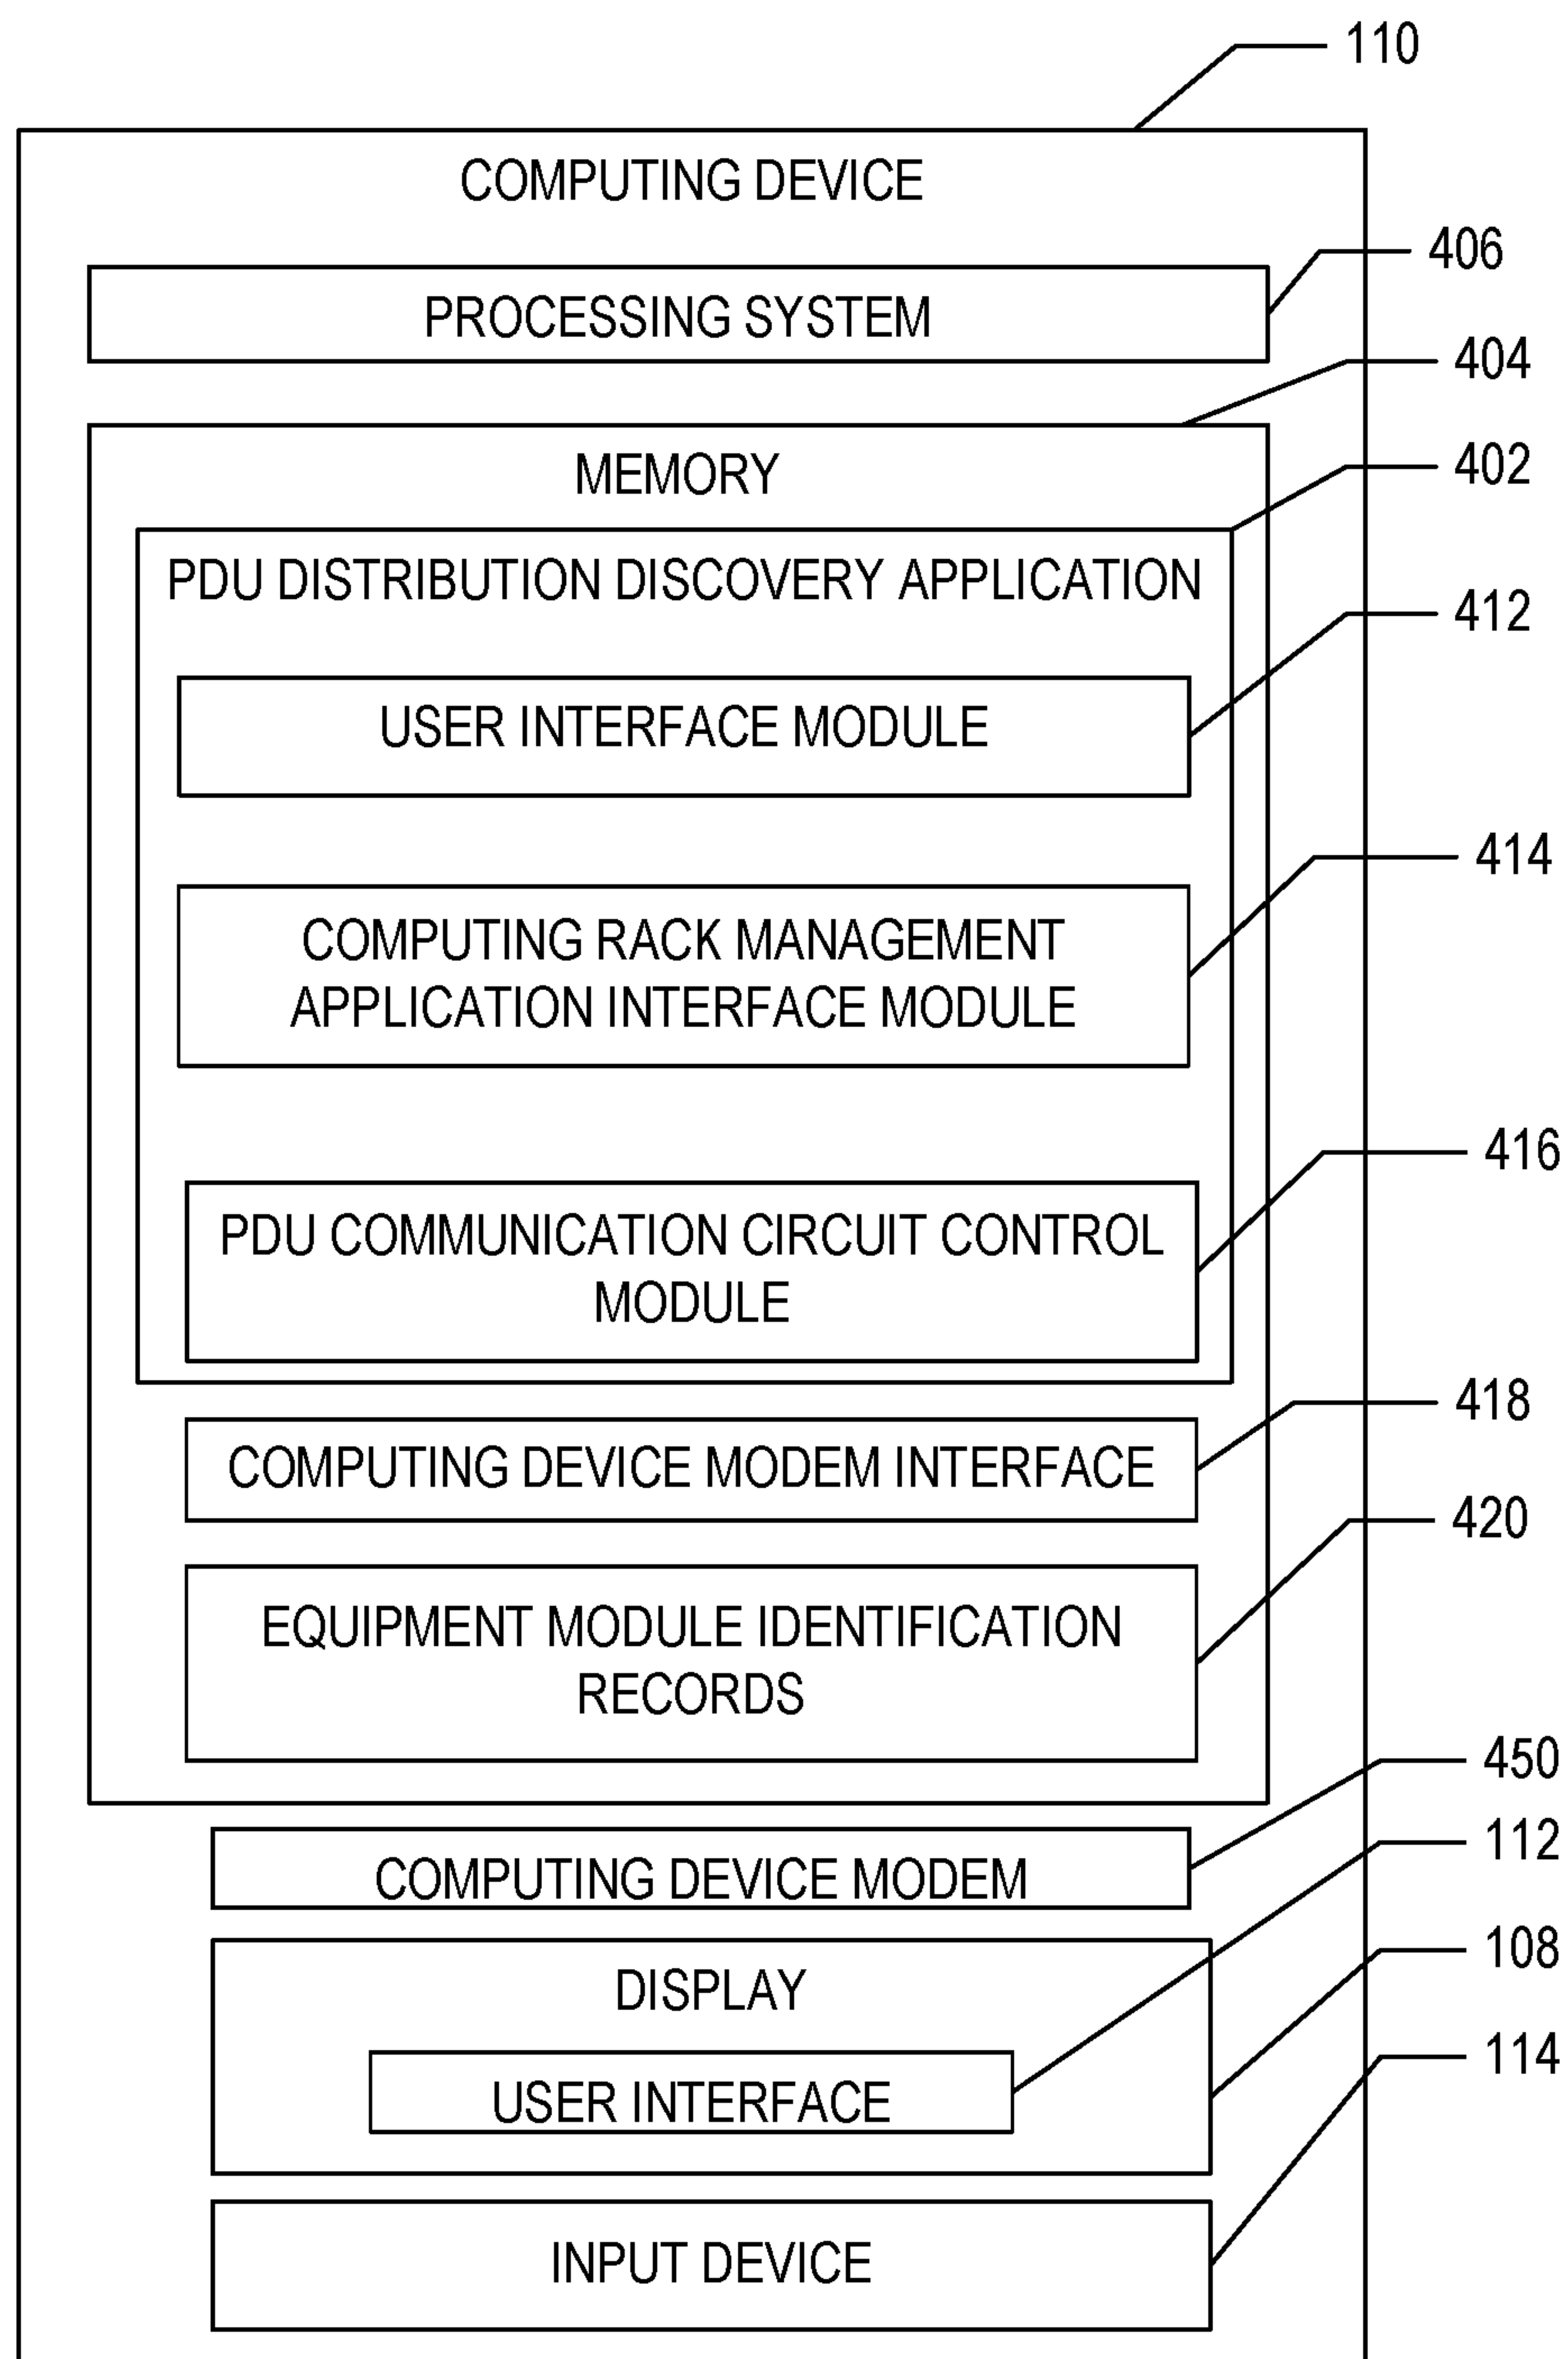 110
COMPUTING DEVICE
406
PROCESSING SYSTEM
404
MEMORY
402
PDU DISTRIBUTION DISCOVERY APPLICATION
412
USER INTERFACE MODULE
414
COMPUTING RACK MANAGEMENT
APPLICATION INTERFACE MODULE
416
PDU COMMUNICATION CIRCUIT CONTROL
MODULE
418
COMPUTING DEVICE MODEM INTERFACE
420
EQUIPMENT MODULE IDENTIFICATION
RECORDS
450
COMPUTING DEVICE MODEM
112
108
DISPLAY
114
USER INTERFACE
INPUT DEVICE